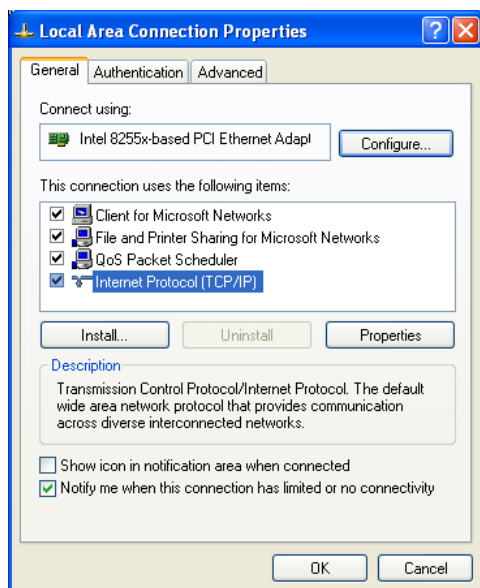 Local Area Connection Properties
General Authentication Advanced
Connect using:
Intel 8255x-based PCI Ethernet Adapt
Configure...
This connection uses the following items:
Client for Microsoft Networks
File and Printer Sharing for Microsoft Networks
QoS Packet Scheduler
Internet Protocol (TCP/IP)
Install... Uninstall Properties
Description
Transmission Control Protocol/Internet Protocol. The default
wide area network protocol that provides communication
across diverse interconnected networks.
Show icon in notification area when connected
Notify me when this connection has limited or no connectivity
OK Cancel